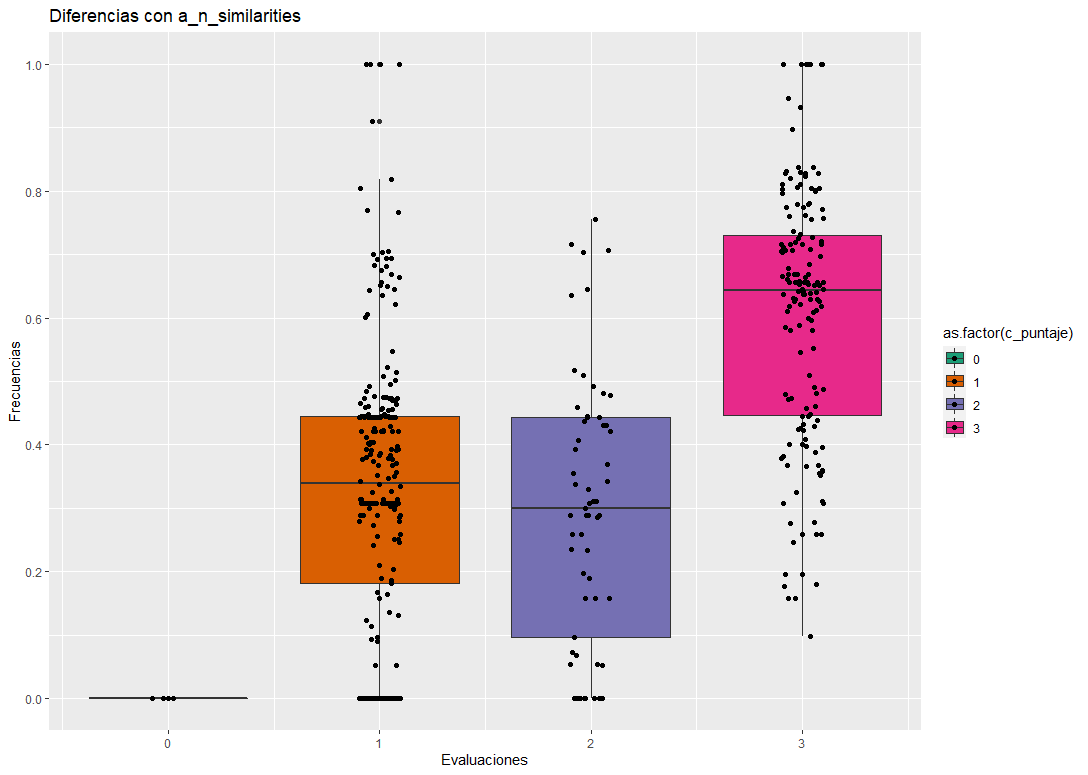 Diferencias con a_n_similarities
1.0
0.8
0.6
0.4
0.2
0.0
Frecuencias
0 1 2 3
Evaluaciones
as.factor(c_puntaje)
0
1
2
3